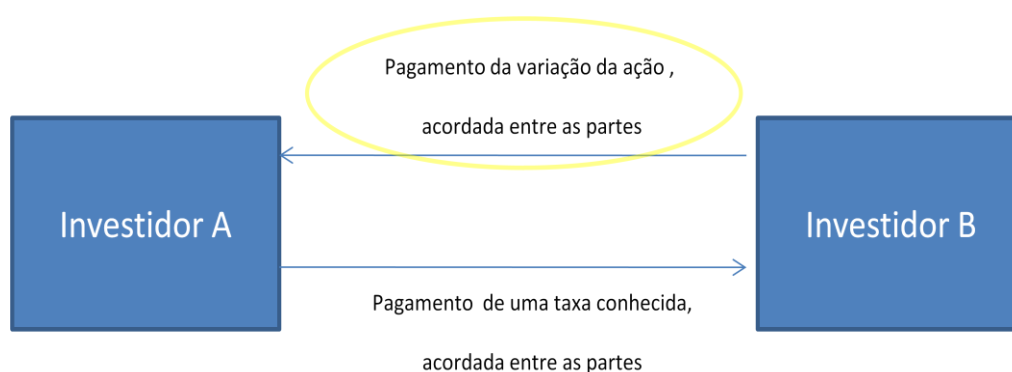 Pagamento da variação da ação ,
acordada entre as partes
Investidor A
Investidor B
Pagamento de uma taxa conhecida,
acordada entre as partes